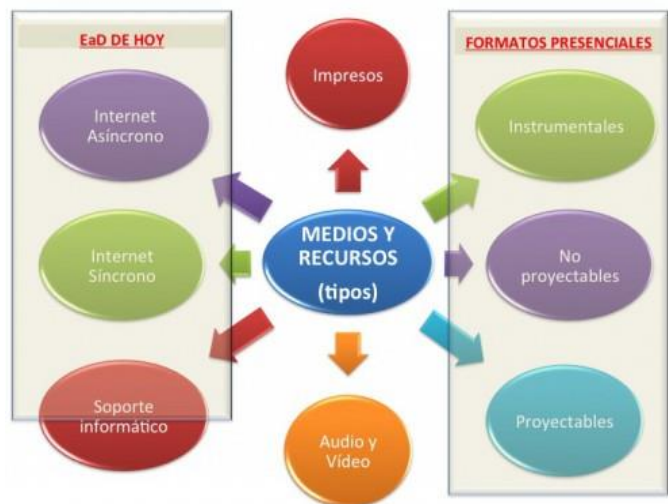 EaD DE HOY
Internet
Asíncrono
Internet
Síncrono
Soporte
informático
Impresos
MEDIOS Y
RECURSOS
(tipos)
Audio y
Vídeo
FORMATOS PRESENCIALES
Instrumentales
No
proyectables
Proyectables